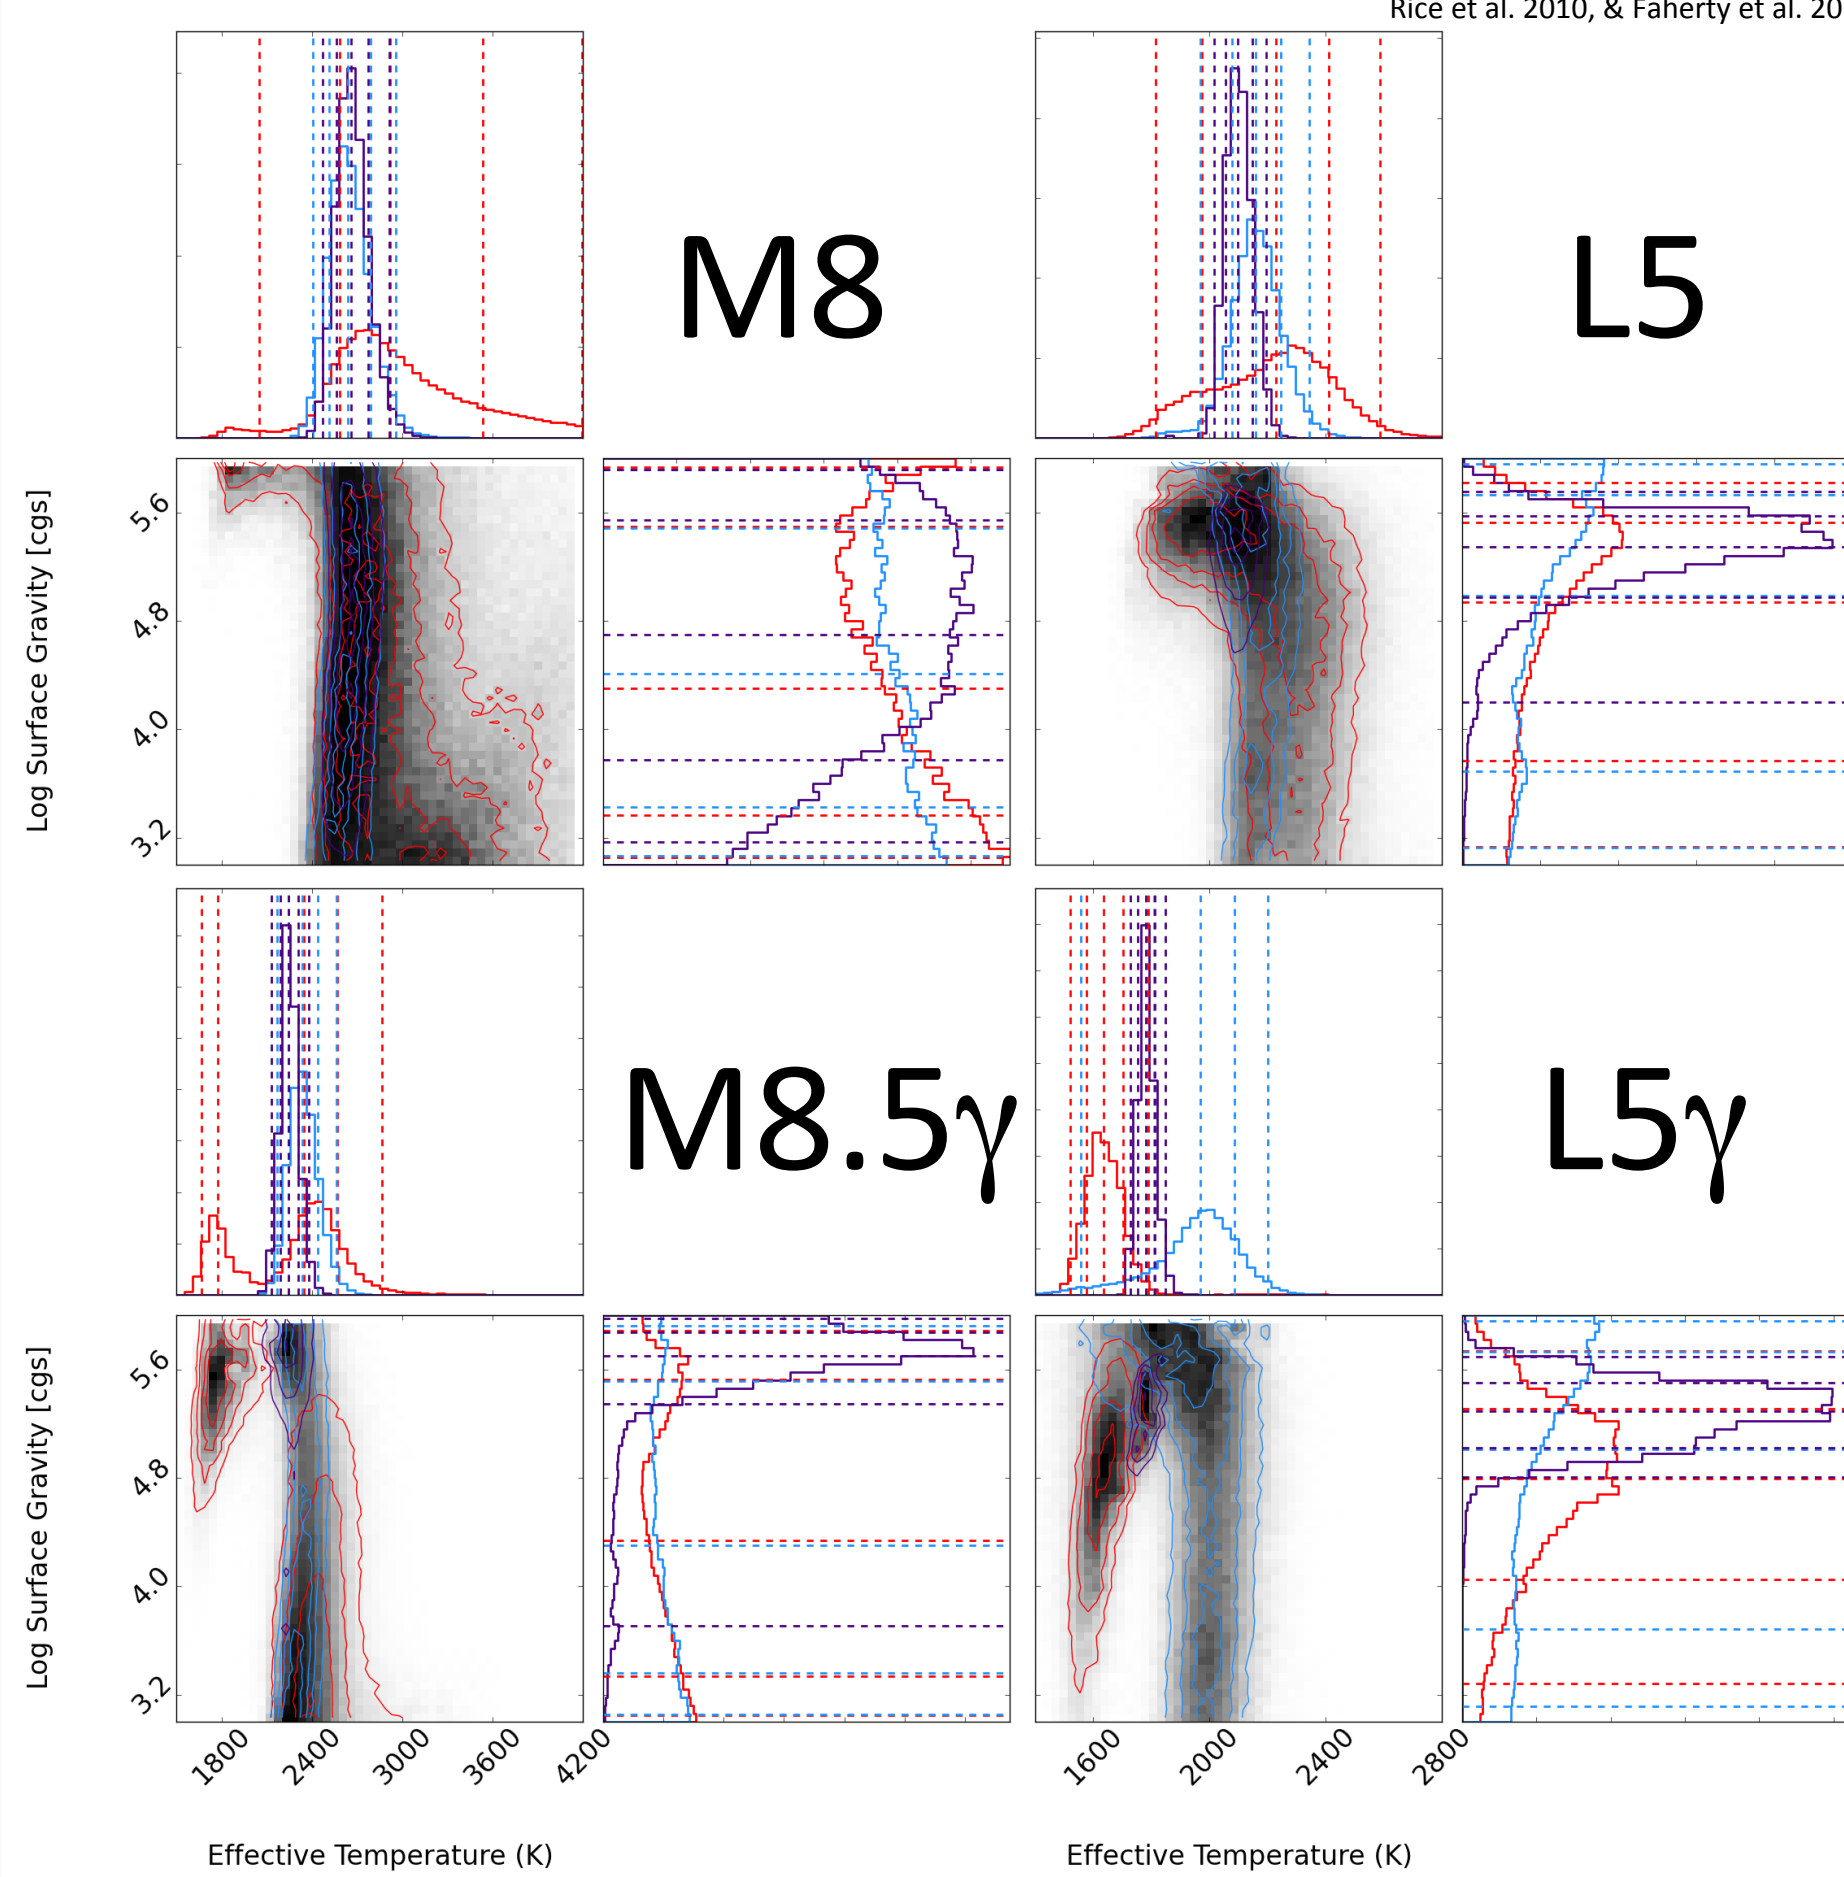 Rice et al. 2010, & Faherty et al. 20
M8
L5
Log Surface Gravity [cgs]
5.6
4.8
4.0
3.2
M8.5γ
L5γ
Log Surface Gravity [cgs]
5.6
4.8
4.0
3.2
1800 2400 3000 3600 4200
1600 2000 2400 2800
Effective Temperature (K)
Effective Temperature (K)